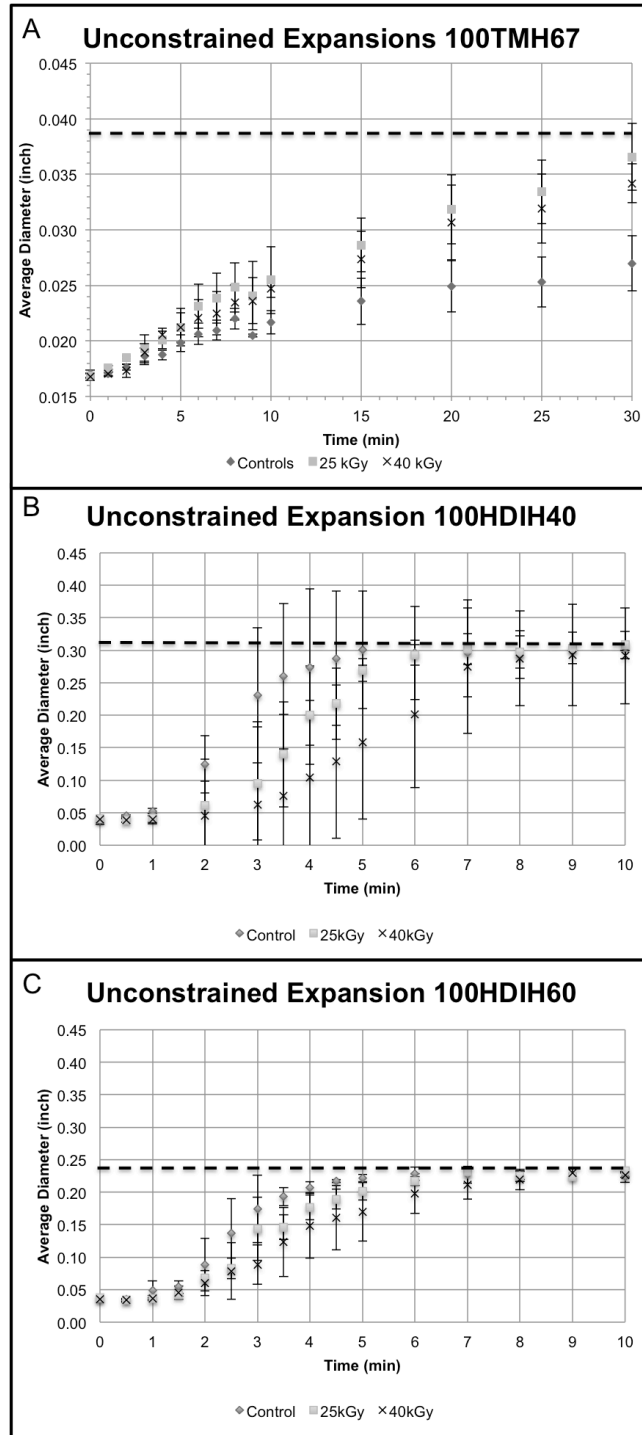 A
Unconstrained Expansions 100TMH67
0.045
0.040
0.035
0.030
0.025
0.020
0.015
Average Diameter (inch)
0 5 10 15 20 25 30
Time (min)
Controls 25 kGy 40 kGy
B
Unconstrained Expansion 100HDIH40
0.45
0.40
0.35
0.30
0.25
0.20
0.15
0.10
0.05
0.00
Average Diameter (inch)
0 1 2 3 4 5 6 7 8 9 10
Time (min)
Control 25kGy 40kGy
C
Unconstrained Expansion 100HDIH60
0.45
0.40
0.35
0.30
0.25
0.20
0.15
0.10
0.05
0.00
Average Diameter (inch)
0 1 2 3 4 5 6 7 8 9 10
Time (min)
Control 25kGy 40kGy